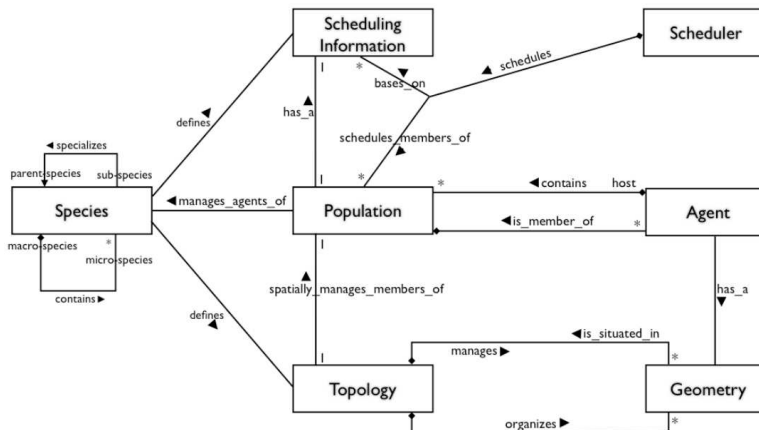 Scheduling
Information
Scheduler
◀ schedules
bases_on
*
I
has_a
defines
schedules_members_of
◀ specializes
parent-species
sub-species
I
*
*
◀ contains
host
Species
◀ manages_agents_of
Population
Agent
◀ is_member_of
*
macro-species
*
micro-species
I
contains ▶
spatially_manages_members_of
has_a
defines
◀ is_situated_in
manages ▶
I
*
Topology
Geometry
organizes ▶
*